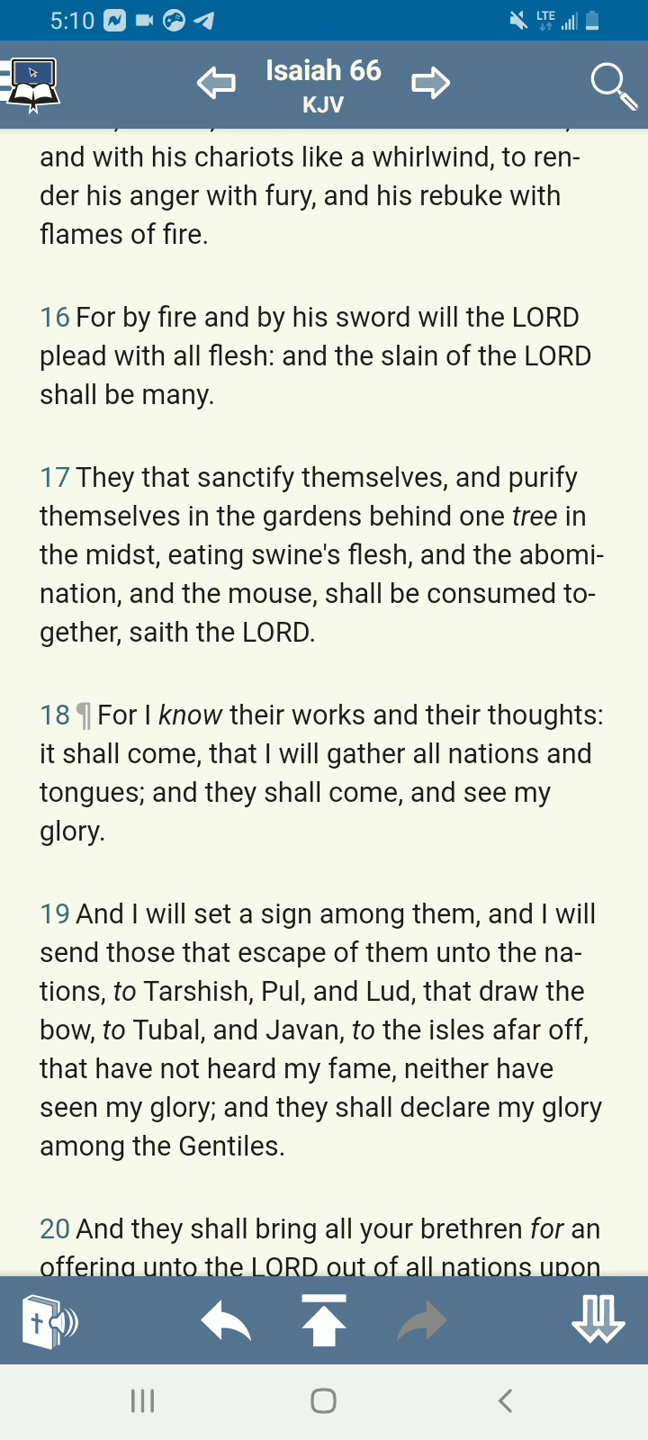 5:10
LTE
Isaiah 66
KJV
and with his chariots like a whirlwind, to ren-
der his anger with fury, and his rebuke with
flames of fire.
16 For by fire and by his sword will the LORD
plead with all flesh: and the slain of the LORD
shall be many.
17 They that sanctify themselves, and purify
themselves in the gardens behind one tree in
the midst, eating swine's flesh, and the abomi-
nation, and the mouse, shall be consumed to-
gether, saith the LORD.
18 ¶ For I know their works and their thoughts:
it shall come, that I will gather all nations and
tongues; and they shall come, and see my
glory.
19 And I will set a sign among them, and I will
send those that escape of them unto the na-
tions, to Tarshish, Pul, and Lud, that draw the
bow, to Tubal, and Javan, to the isles afar off,
that have not heard my fame, neither have
seen my glory; and they shall declare my glory
among the Gentiles.
20 And they shall bring all your brethren for an
offering unto the LORD out of all nations upon